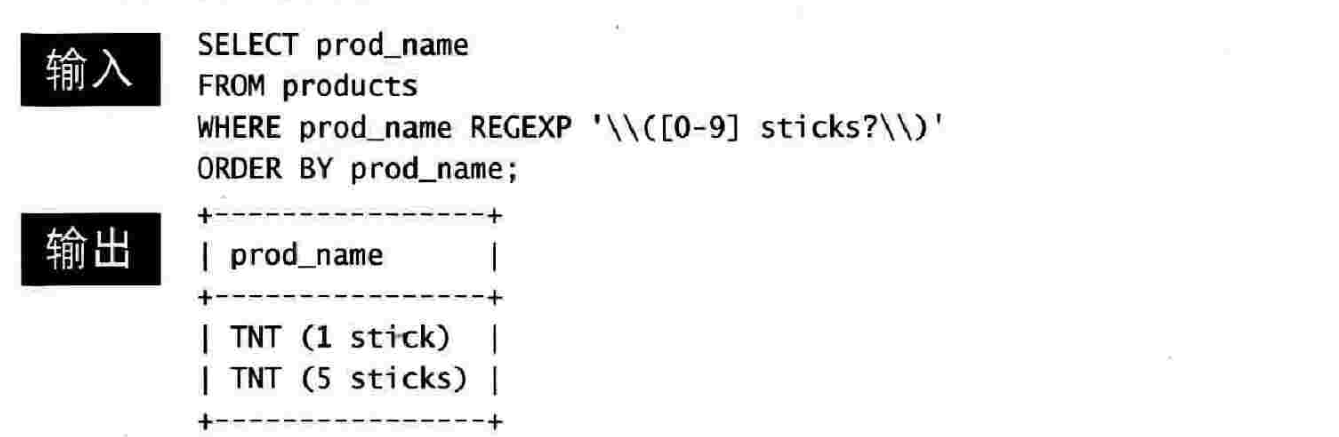 输入
SELECT prod_name
FROM products
WHERE prod_name REGEXP '\\([0-9] sticks?\\)'
ORDER BY prod_name;
输出
+----------------+
| prod_name      |
+----------------+
| TNT (1 stick)  |
| TNT (5 sticks) |
+----------------+